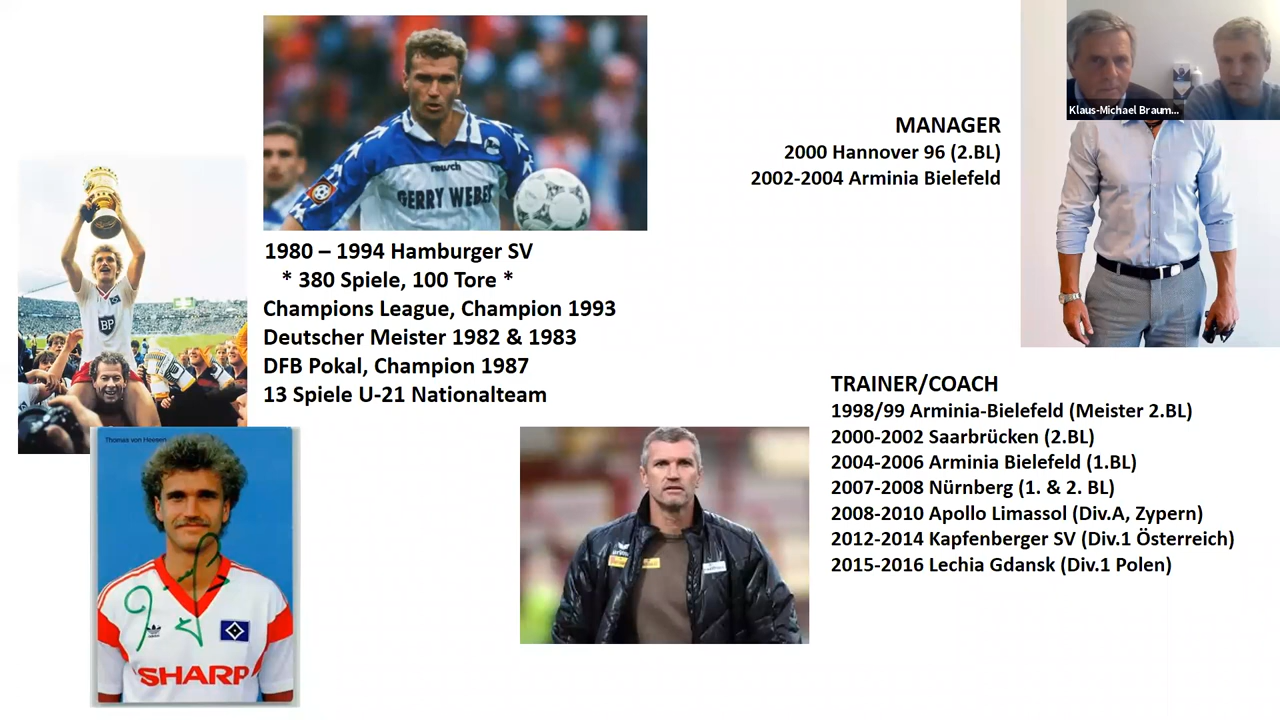 Klaus-Michael Braum...
reusch
GERRY WEBER
MANAGER
2000 Hannover 96 (2.BL)
2002-2004 Arminia Bielefeld
BP
1980 – 1994 Hamburger SV
* 380 Spiele, 100 Tore *
Champions League, Champion 1993
Deutscher Meister 1982 & 1983
DFB Pokal, Champion 1987
13 Spiele U-21 Nationalteam
TRAINER/COACH
1998/99 Arminia-Bielefeld (Meister 2.BL)
2000-2002 Saarbrücken (2.BL)
2004-2006 Arminia Bielefeld (1.BL)
2007-2008 Nürnberg (1. & 2. BL)
2008-2010 Apollo Limassol (Div.A, Zypern)
2012-2014 Kapfenberger SV (Div.1 Österreich)
2015-2016 Lechia Gdansk (Div.1 Polen)
Thomas von Heesen
adidas
SHARP